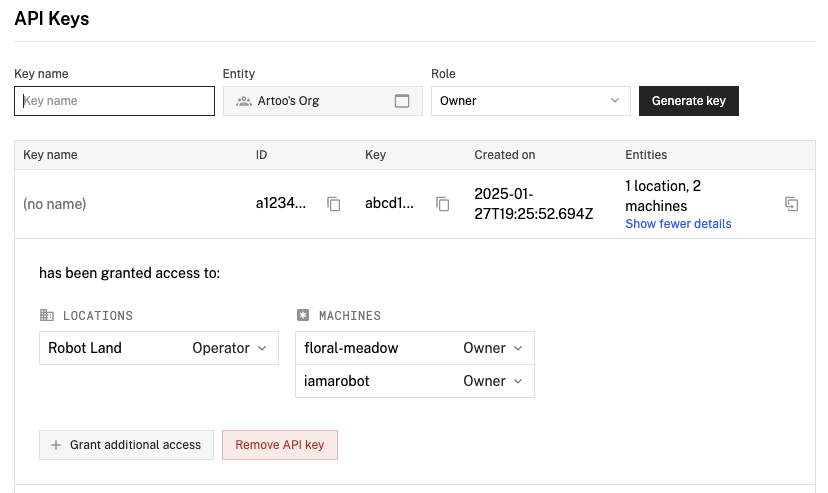 API Keys
Key name
Entity
Role
Key name
Artoo's Org
Owner
Generate key
Key name
ID
Key
Created on
Entities
(no name)
a1234...
abcd1...
2025-01-
27T19:25:52.694Z
1 location, 2
machines
Show fewer details
has been granted access to:
LOCATIONS
MACHINES
Robot Land
Operator
floral-meadow
Owner
iamarobot
Owner
Grant additional access
Remove API key